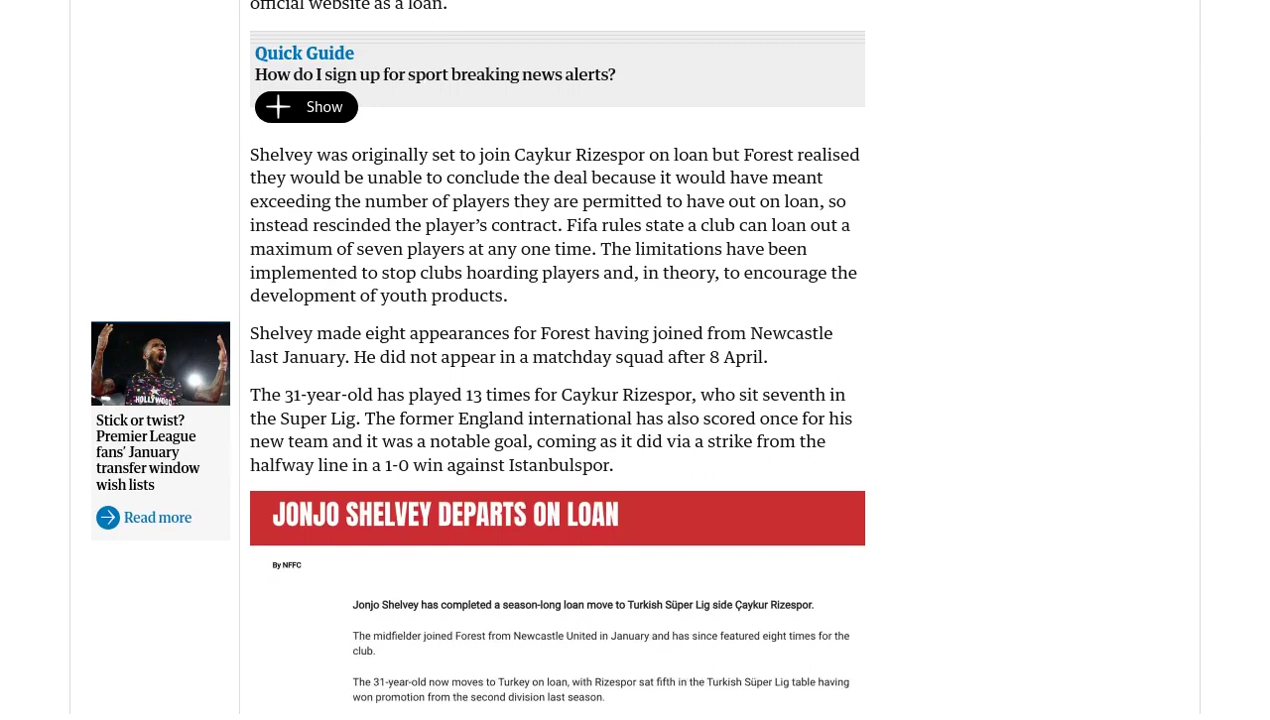 official website as a loan.
Quick Guide
How do I sign up for sport breaking news alerts?
Show
Shelvey was originally set to join Caykur Rizespor on loan but Forest realised
they would be unable to conclude the deal because it would have meant
exceeding the number of players they are permitted to have out on loan, so
instead rescinded the player’s contract. Fifa rules state a club can loan out a
maximum of seven players at any one time. The limitations have been
implemented to stop clubs hoarding players and, in theory, to encourage the
development of youth products.
Shelvey made eight appearances for Forest having joined from Newcastle
last January. He did not appear in a matchday squad after 8 April.
The 31-year-old has played 13 times for Caykur Rizespor, who sit seventh in
the Super Lig. The former England international has also scored once for his
new team and it was a notable goal, coming as it did via a strike from the
halfway line in a 1-0 win against Istanbulspor.
HOLLYWOOD
Stick or twist?
Premier League
fans’ January
transfer window
wish lists
Read more
JONJO SHELVEY DEPARTS ON LOAN
By NFFC
Jonjo Shelvey has completed a season-long loan move to Turkish Süper Lig side Çaykur Rizespor.
The midfielder joined Forest from Newcastle United in January and has since featured eight times for the
club.
The 31-year-old now moves to Turkey on loan, with Rizespor sat fifth in the Turkish Süper Lig table having
won promotion from the second division last season.